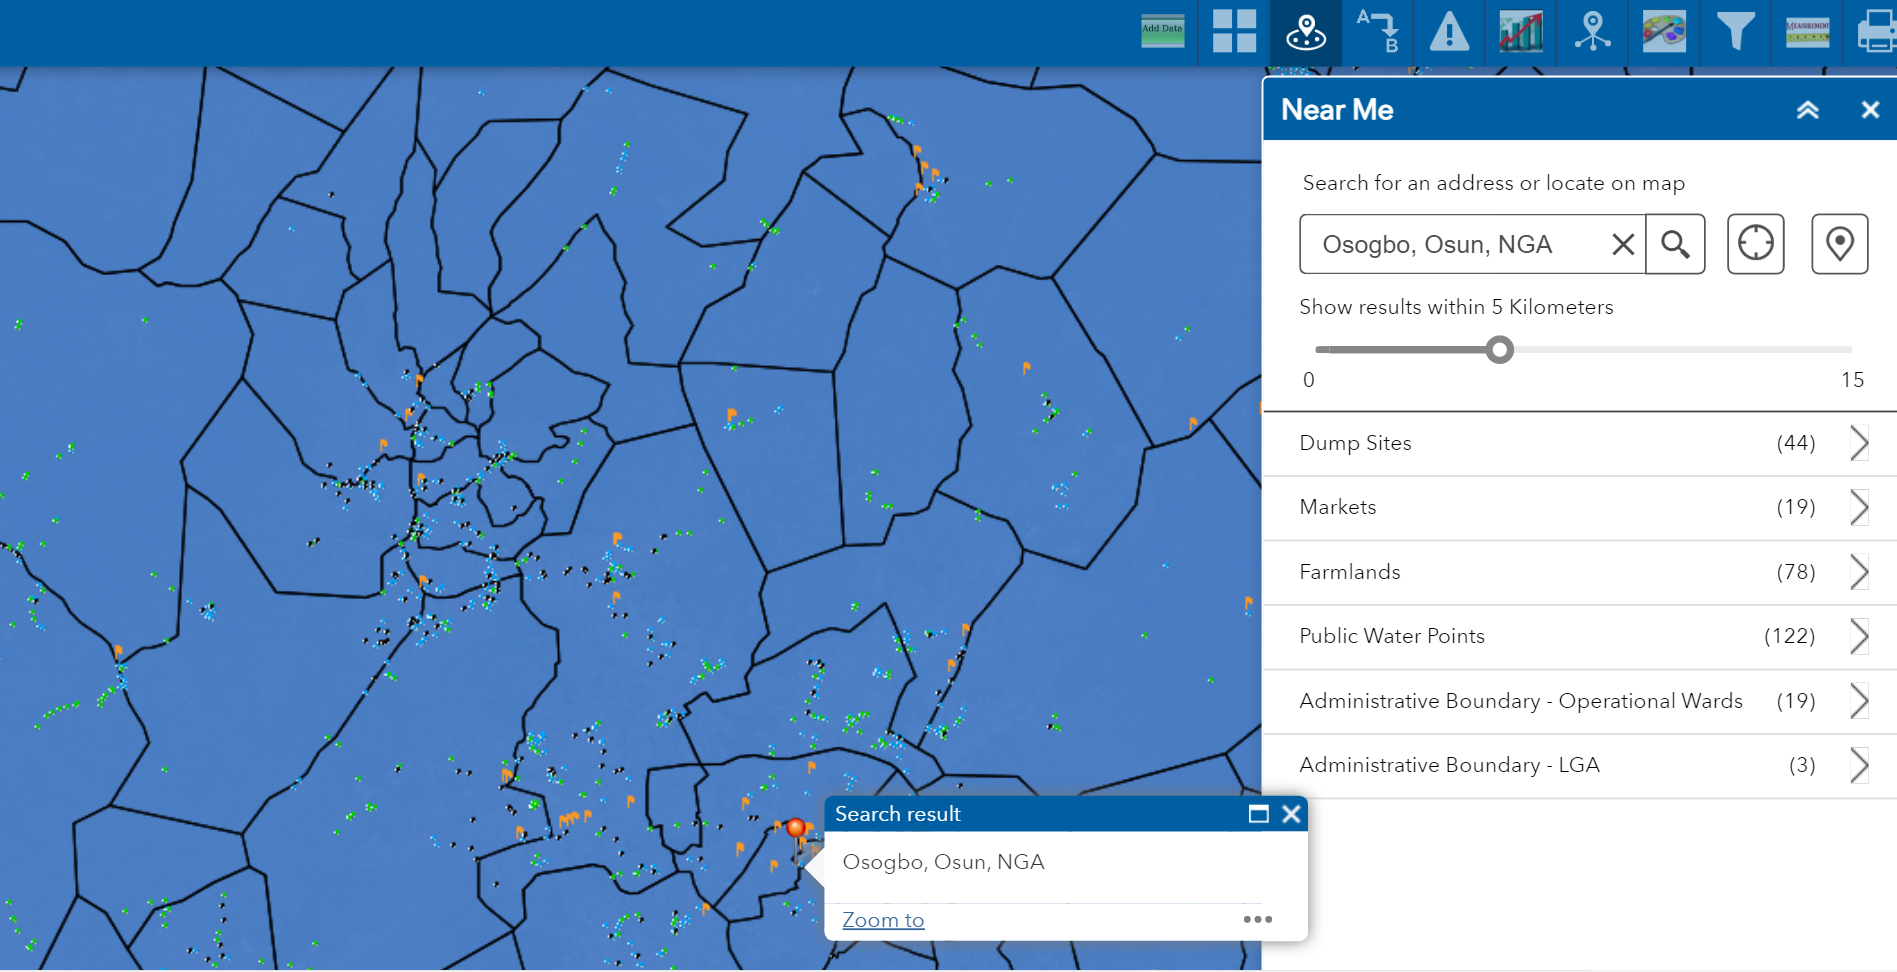 Add Data
A
B
MEASUREMENT
Near Me
Search for an address or locate on map
Osogbo, Osun, NGA
Show results within 5 Kilometers
0 15
Dump Sites (44)
Markets (19)
Farmlands (78)
Public Water Points (122)
Administrative Boundary - Operational Wards (19)
Administrative Boundary - LGA (3)
Search result
Osogbo, Osun, NGA
Zoom to